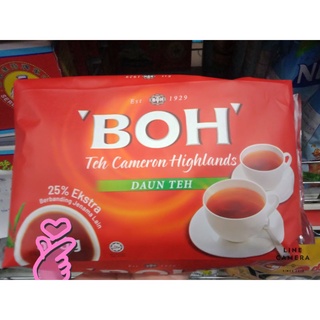 Est 1929
'BOH'
Teh Cameron Highlands
DAUN TEH
25% Ekstra
Berbanding Jenama Lain
LINE
CAMERA